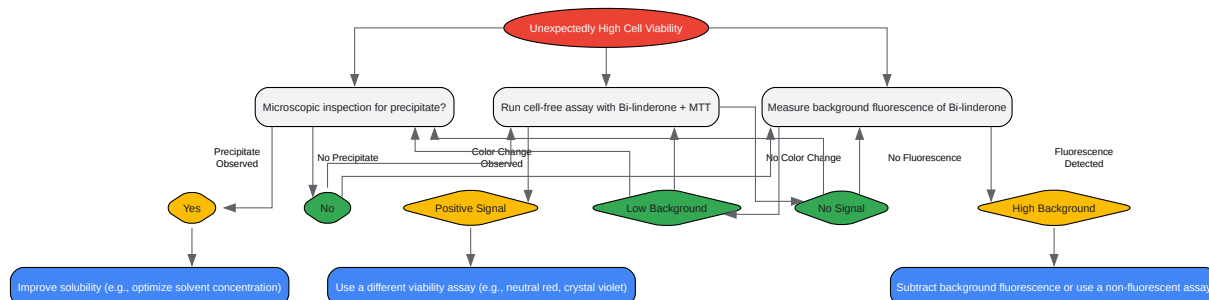 Unexpectedly High Cell Viability
Microscopic inspection for precipitate?
Run cell-free assay with Bi-linderone + MTT
Measure background fluorescence of Bi-linderone
Precipitate
Observed
No Precipitate
Color Change
Observed
No Color Change
No Fluorescence
Fluorescence
Detected
Yes
No
Positive Signal
Low Background
No Signal
High Background
Improve solubility (e.g., optimize solvent concentration)
Use a different viability assay (e.g., neutral red, crystal violet)
Subtract background fluorescence or use a non-fluorescent assay